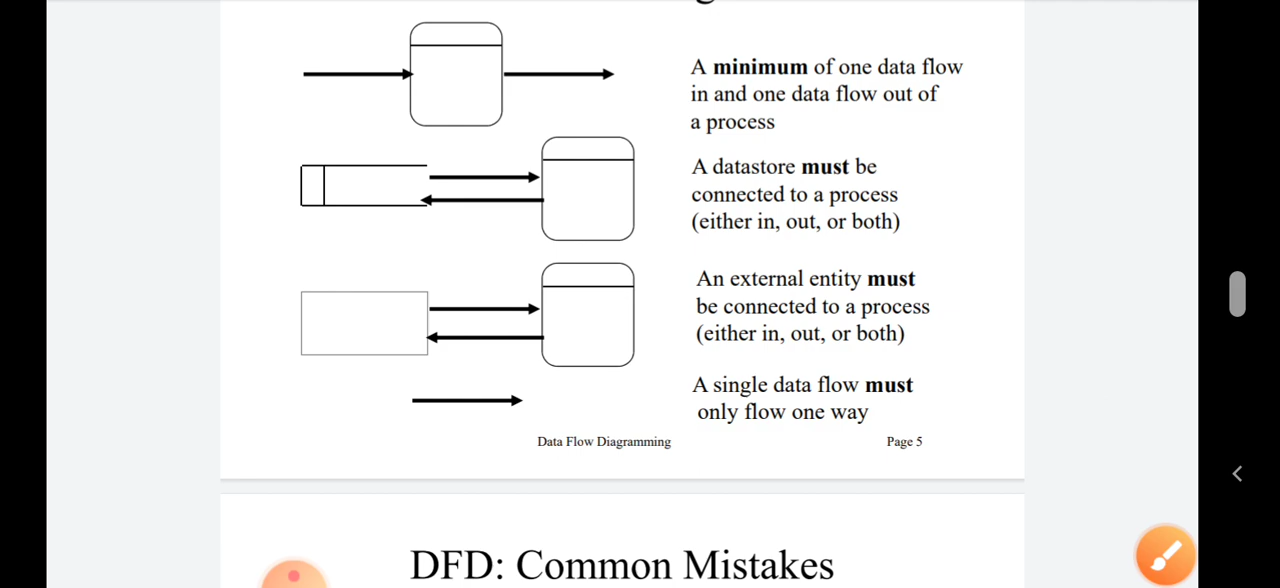 A minimum of one data flow
in and one data flow out of
a process
A datastore must be
connected to a process
(either in, out, or both)
An external entity must
be connected to a process
(either in, out, or both)
A single data flow must
only flow one way
Data Flow Diagramming Page 5
DFD: Common Mistakes